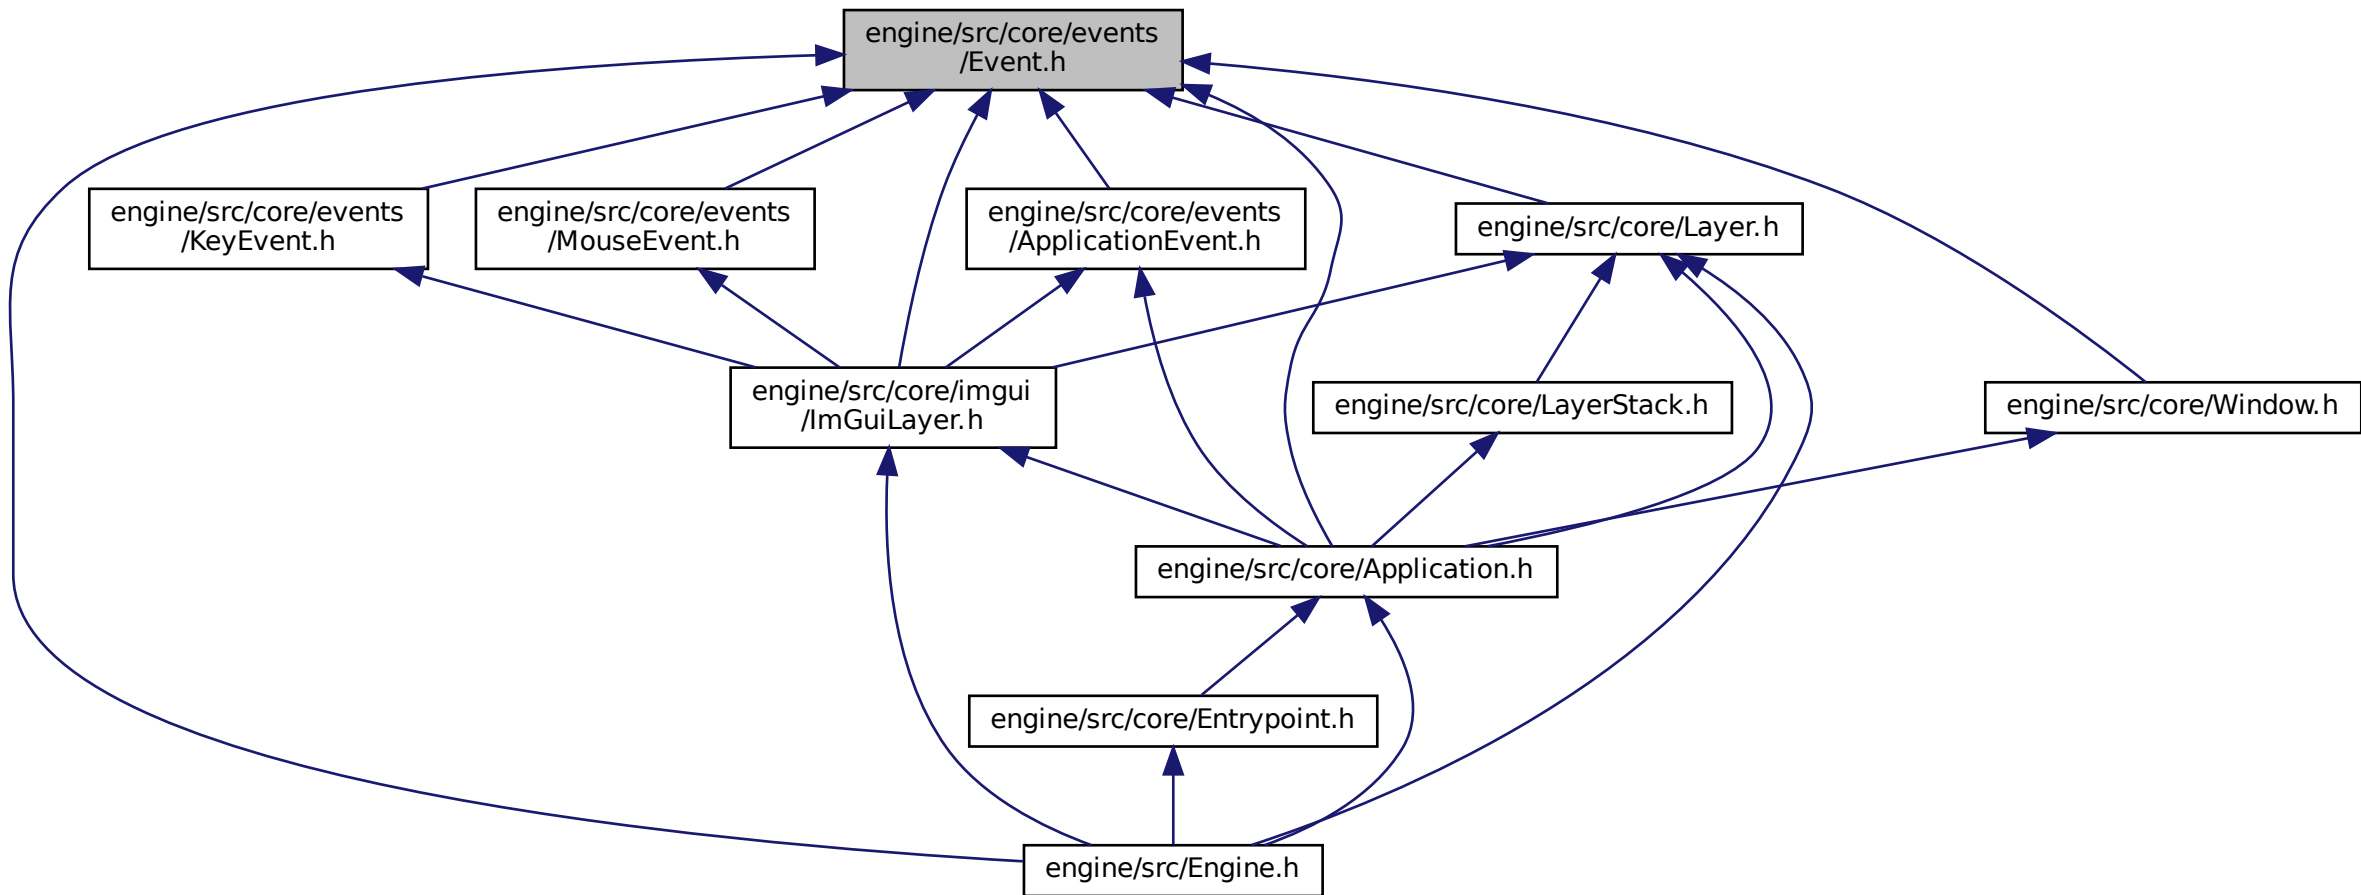 engine/src/core/events
/Event.h
engine/src/core/events
/KeyEvent.h
engine/src/core/events
/MouseEvent.h
engine/src/core/events
/ApplicationEvent.h
engine/src/core/Layer.h
engine/src/core/imgui
/ImGuiLayer.h
engine/src/core/LayerStack.h
engine/src/core/Window.h
engine/src/core/Application.h
engine/src/core/Entrypoint.h
engine/src/Engine.h